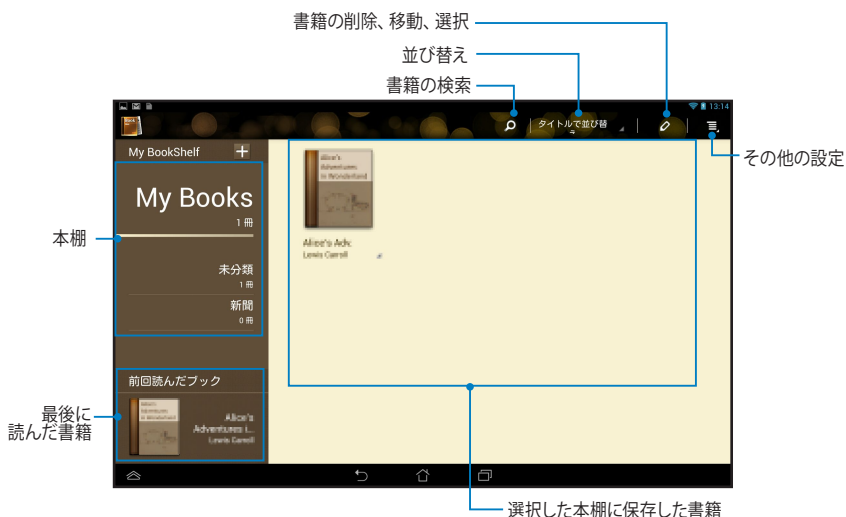 書籍の削除、移動、選択
並び替え
書籍の検索
13:14
タイトルで並び替
その他の設定
My BookShelf
My Books
1 冊
本棚
未分類
1 冊
新聞
0 冊
Alice's
Adventures
in Wonderland
Alice's Adv.
Lewis Carroll
前回読んだブック
最後に
読んだ書籍
Alice's
Adventures i...
Lewis Carroll
選択した本棚に保存した書籍